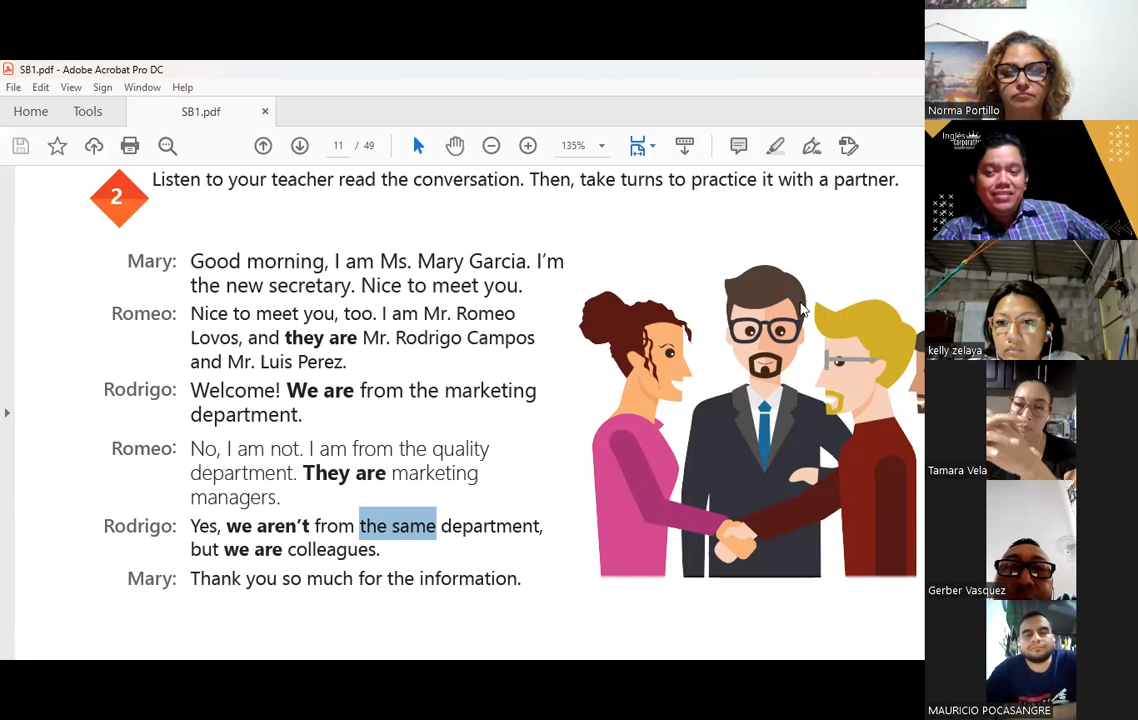 SB1.pdf - Adobe Acrobat Pro DC
File Edit View Sign Window Help
Home Tools SB1.pdf ×
11 / 49 135%
2 Listen to your teacher read the conversation. Then, take turns to practice it with a partner.
Mary: Good morning, I am Ms. Mary Garcia. I'm
the new secretary. Nice to meet you.
Romeo: Nice to meet you, too. I am Mr. Romeo
Lovos, and they are Mr. Rodrigo Campos
and Mr. Luis Perez.
Rodrigo: Welcome! We are from the marketing
department.
Romeo: No, I am not. I am from the quality
department. They are marketing
managers.
Rodrigo: Yes, we aren't from the same department,
but we are colleagues.
Mary: Thank you so much for the information.
Norma Portillo
Inglés
corporativo
kelly zelaya
Tamara Vela
Gerber Vasquez
MAURICIO POCASANGRE